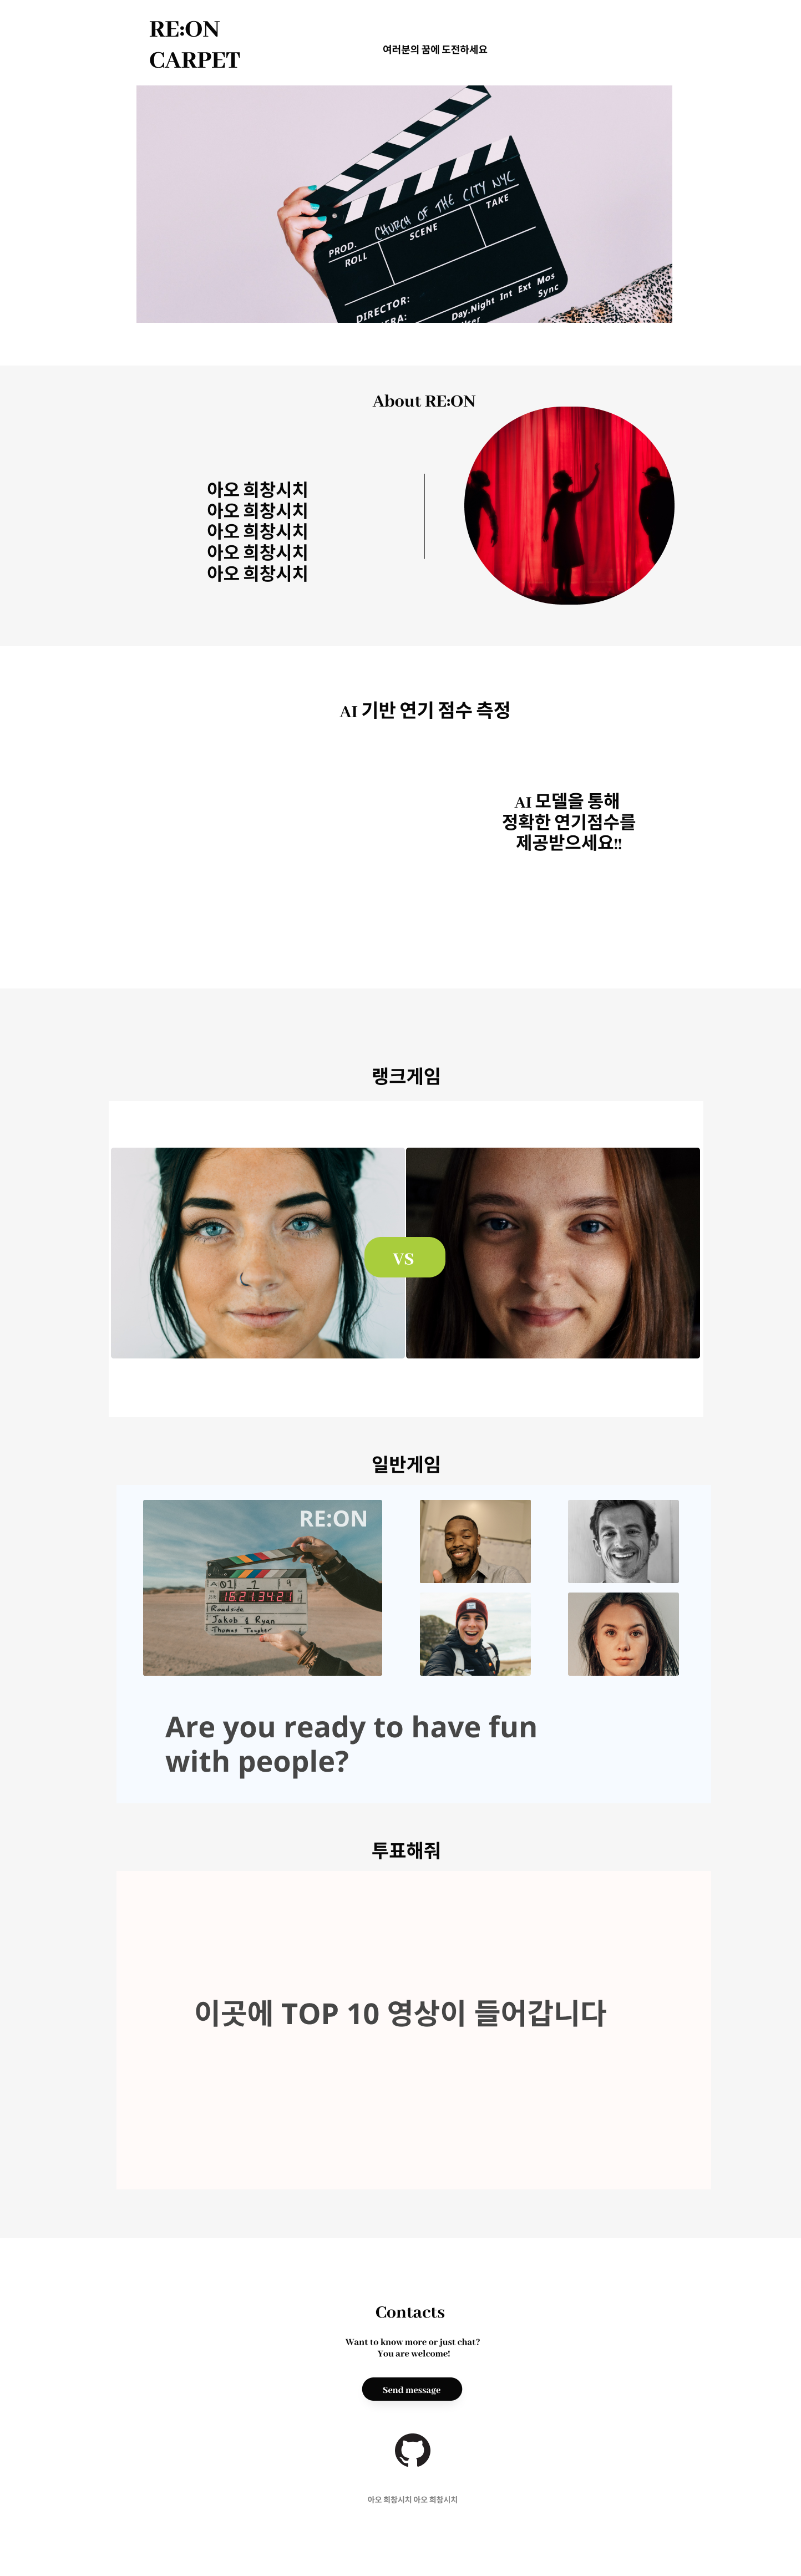 RE:ON
CARPET
여러분의 꿈에 도전하세요
CHURCH OF THE CITY NYC
PROD.
ROLL
SCENE
TAKE
DIRECTOR:
Day.Night Int Ext Mos
Sync
About RE:ON
아오 희창시치
아오 희창시치
아오 희창시치
아오 희창시치
아오 희창시치
AI 기반 연기 점수 측정
AI 모델을 통해
정확한 연기점수를
제공받으세요!!
랭크게임
VS
일반게임
RE:ON
16:21:34:21
Roadside
Jakob & Ryan
Thomas Taugher
Are you ready to have fun
with people?
투표해줘
이곳에 TOP 10 영상이 들어갑니다
Contacts
Want to know more or just chat?
You are welcome!
Send message
아오 희창시치 아오 희창시치